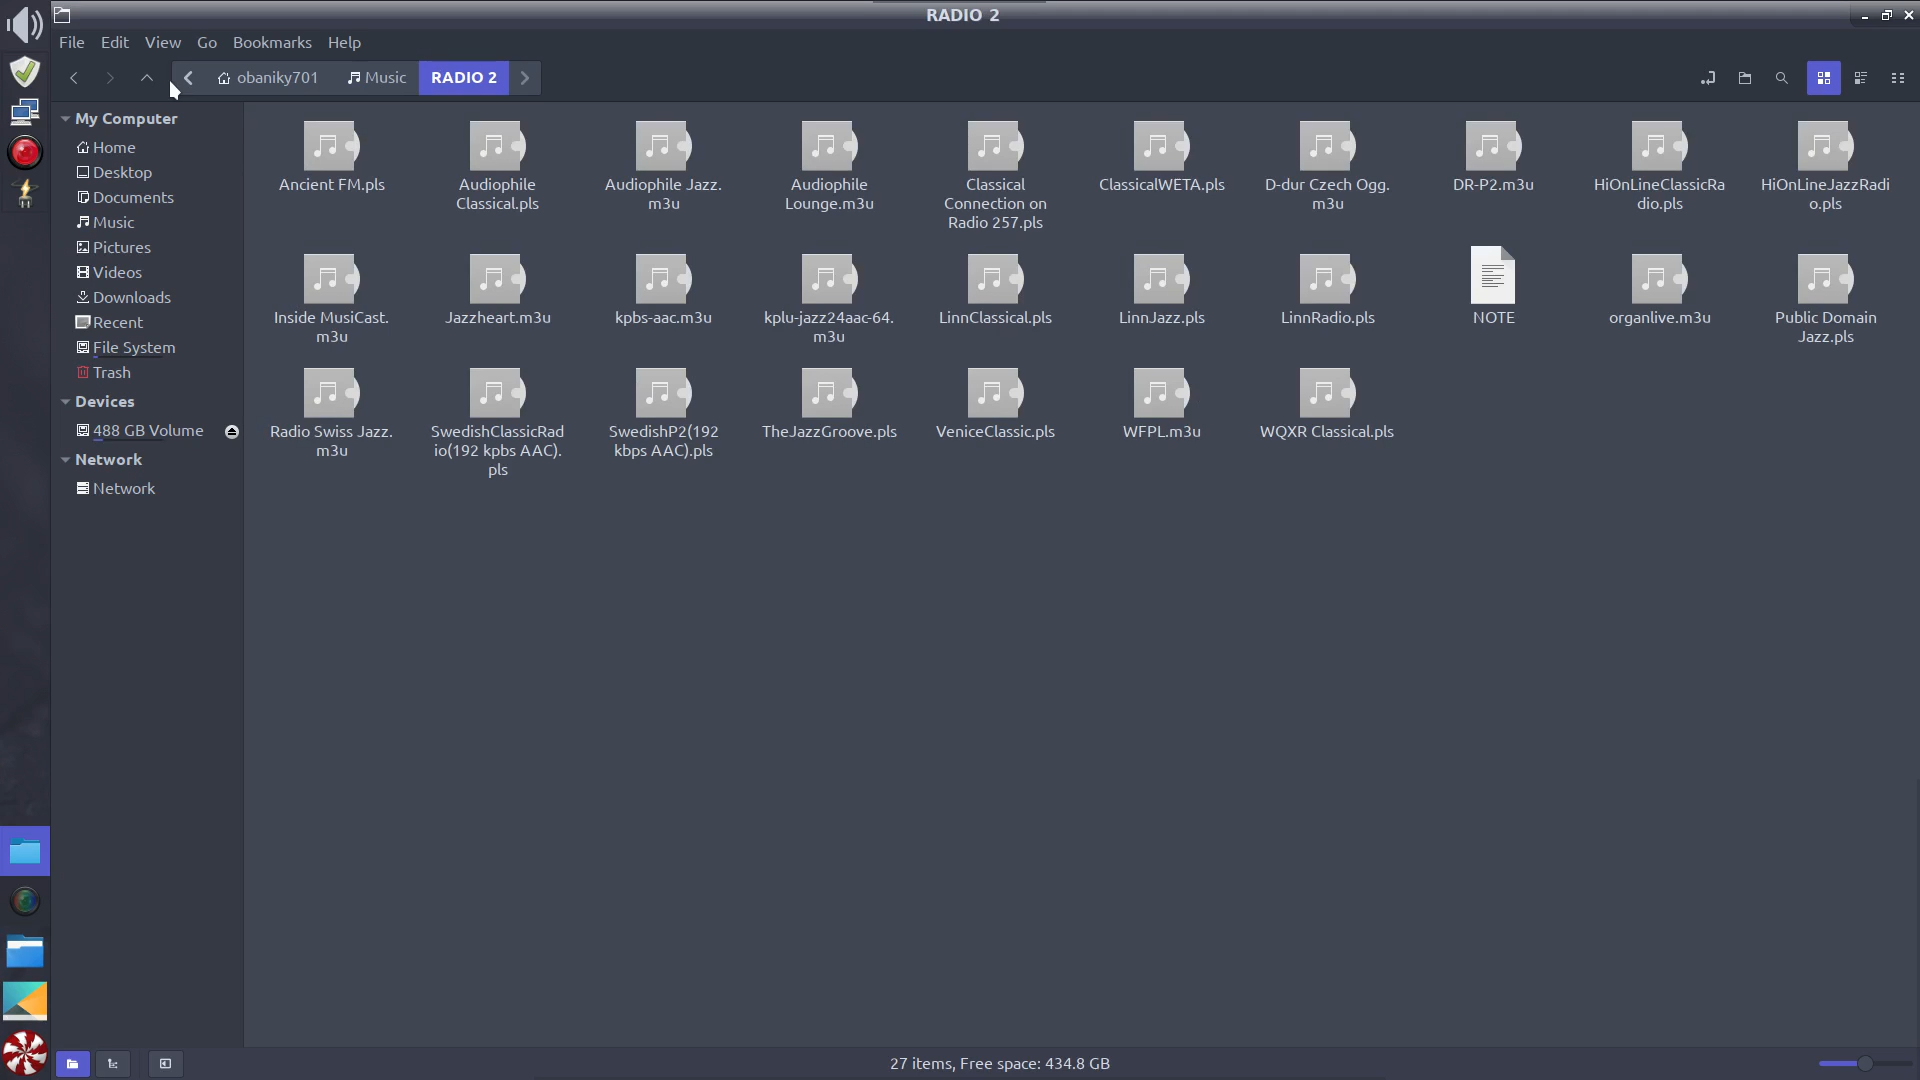 RADIO 2
File Edit View Go Bookmarks Help
obaniky701 Music RADIO 2
My Computer
Home
Desktop
Documents
Music
Pictures
Videos
Downloads
Recent
File System
Trash
Devices
488 GB Volume
Network
Network
Ancient FM.pls
Audiophile
Classical.pls
Audiophile Jazz.
m3u
Audiophile
Lounge.m3u
Classical
Connection on
Radio 257.pls
ClassicalWETA.pls
D-dur Czech Ogg.
m3u
DR-P2.m3u
HiOnLineClassicRa
dio.pls
HiOnLineJazzRadi
o.pls
Inside MusiCast.
m3u
Jazzheart.m3u
kpbs-aac.m3u
kplu-jazz24aac-64.
m3u
LinnClassical.pls
LinnJazz.pls
LinnRadio.pls
NOTE
organlive.m3u
Public Domain
Jazz.pls
Radio Swiss Jazz.
m3u
SwedishClassicRad
io(192 kpbs AAC).
pls
SwedishP2(192
kbps AAC).pls
TheJazzGroove.pls
VeniceClassic.pls
WFPL.m3u
WQXR Classical.pls
27 items, Free space: 434.8 GB